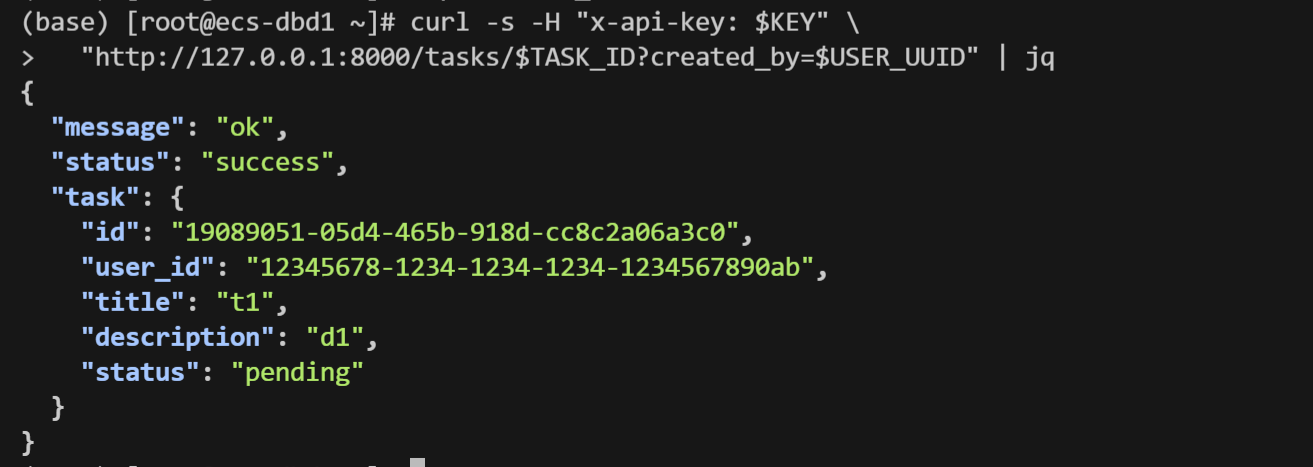 (base) [root@ecs-dbd1 ~]# curl -s -H "x-api-key: $KEY" \
>   "http://127.0.0.1:8000/tasks/$TASK_ID?created_by=$USER_UUID" | jq
{
  "message": "ok",
  "status": "success",
  "task": {
    "id": "19089051-05d4-465b-918d-cc8c2a06a3c0",
    "user_id": "12345678-1234-1234-1234-1234567890ab",
    "title": "t1",
    "description": "d1",
    "status": "pending"
  }
}